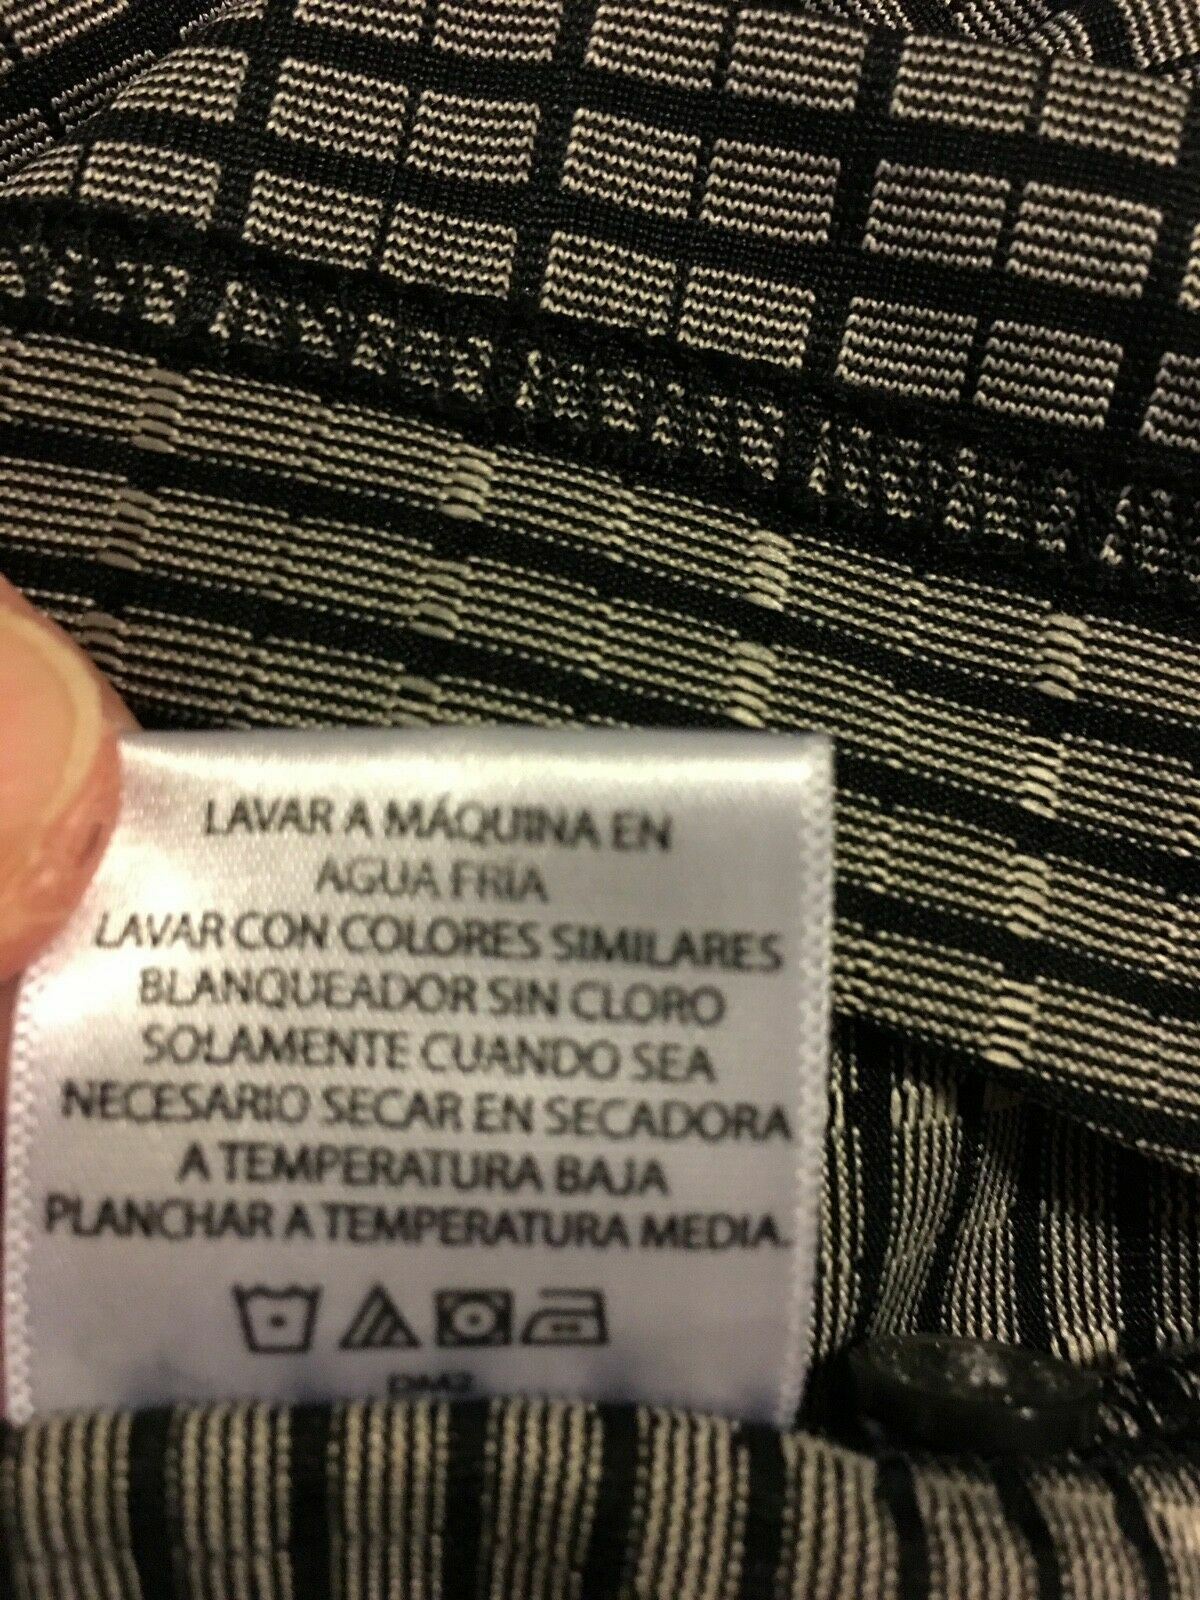 LAVAR A MÁQUINA EN
AGUA FRÍA
LAVAR CON COLORES SIMILARES
BLANQUEADOR SIN CLORO
SOLAMENTE CUANDO SEA
NECESARIO SECAR EN SECADORA
A TEMPERATURA BAJA
PLANCHAR A TEMPERATURA MEDIA.